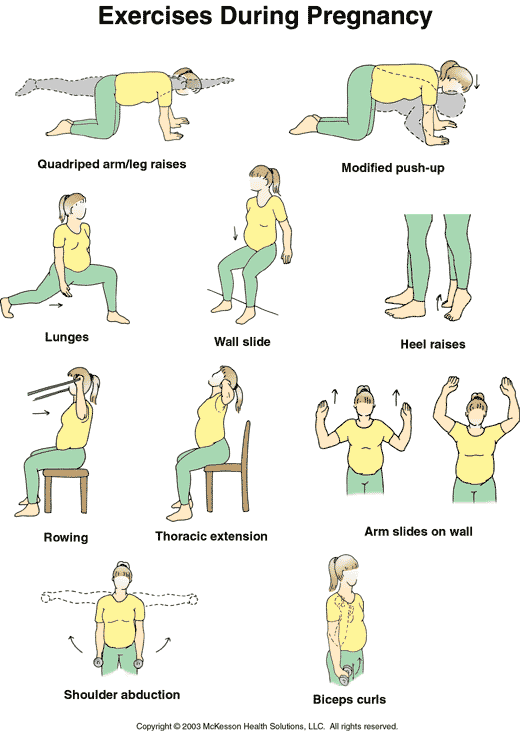 Exercises During Pregnancy
Quadriped arm/leg raises
Modified push-up
Lunges
Wall slide
Heel raises
Rowing
Thoracic extension
Arm slides on wall
Shoulder abduction
Biceps curls
Copyright © 2003 McKesson Health Solutions, LLC. All rights reserved.